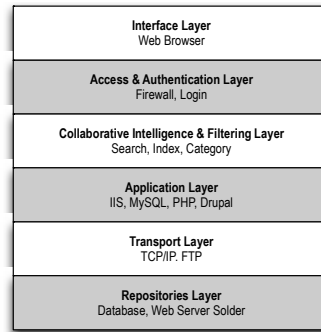 Interface Layer
Web Browser
Access & Authentication Layer
Firewall, Login
Collaborative Intelligence & Filtering Layer
Search, Index, Category
Application Layer
IIS, MySQL, PHP, Drupal
Transport Layer
TCP/IP. FTP
Repositories Layer
Database, Web Server Solder